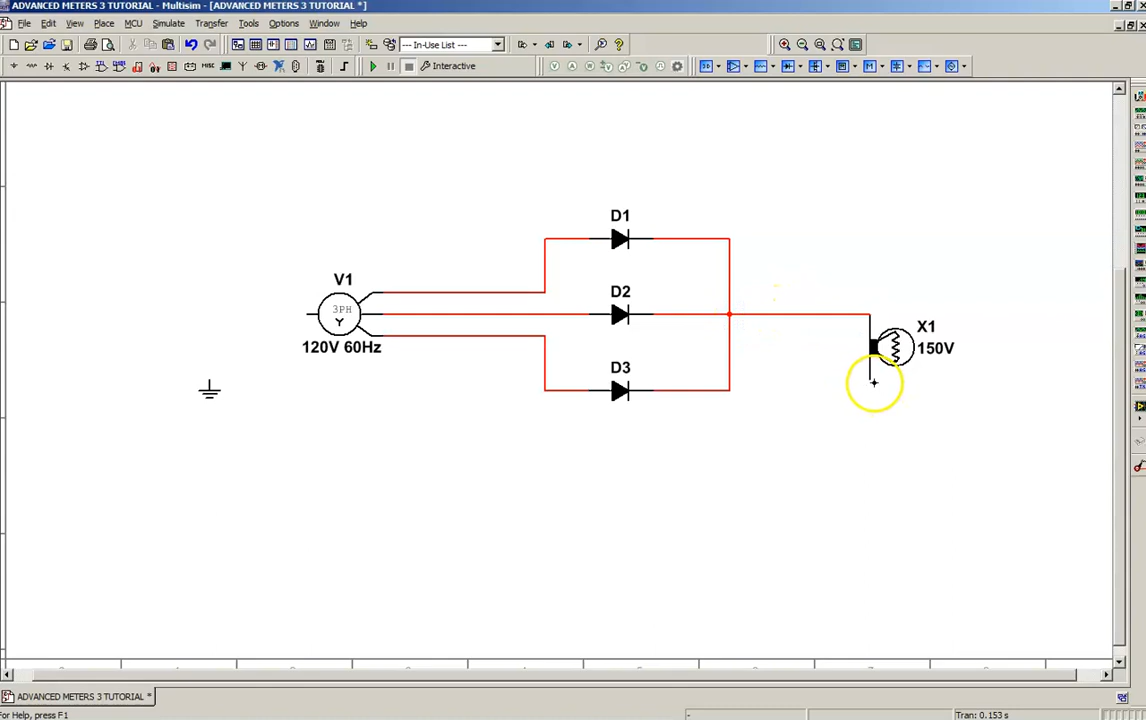 ADVANCED METERS 3 TUTORIAL - Multisim - [ADVANCED METERS 3 TUTORIAL *]
File Edit View Place MCU Simulate Transfer Tools Options Window Help
--- In-Use List ---
Interactive
D1
D2
V1
3PH
Y
X1
120V 60Hz
150V
D3
ADVANCED METERS 3 TUTORIAL *
For Help, press F1
-
Tran: 0.153 s